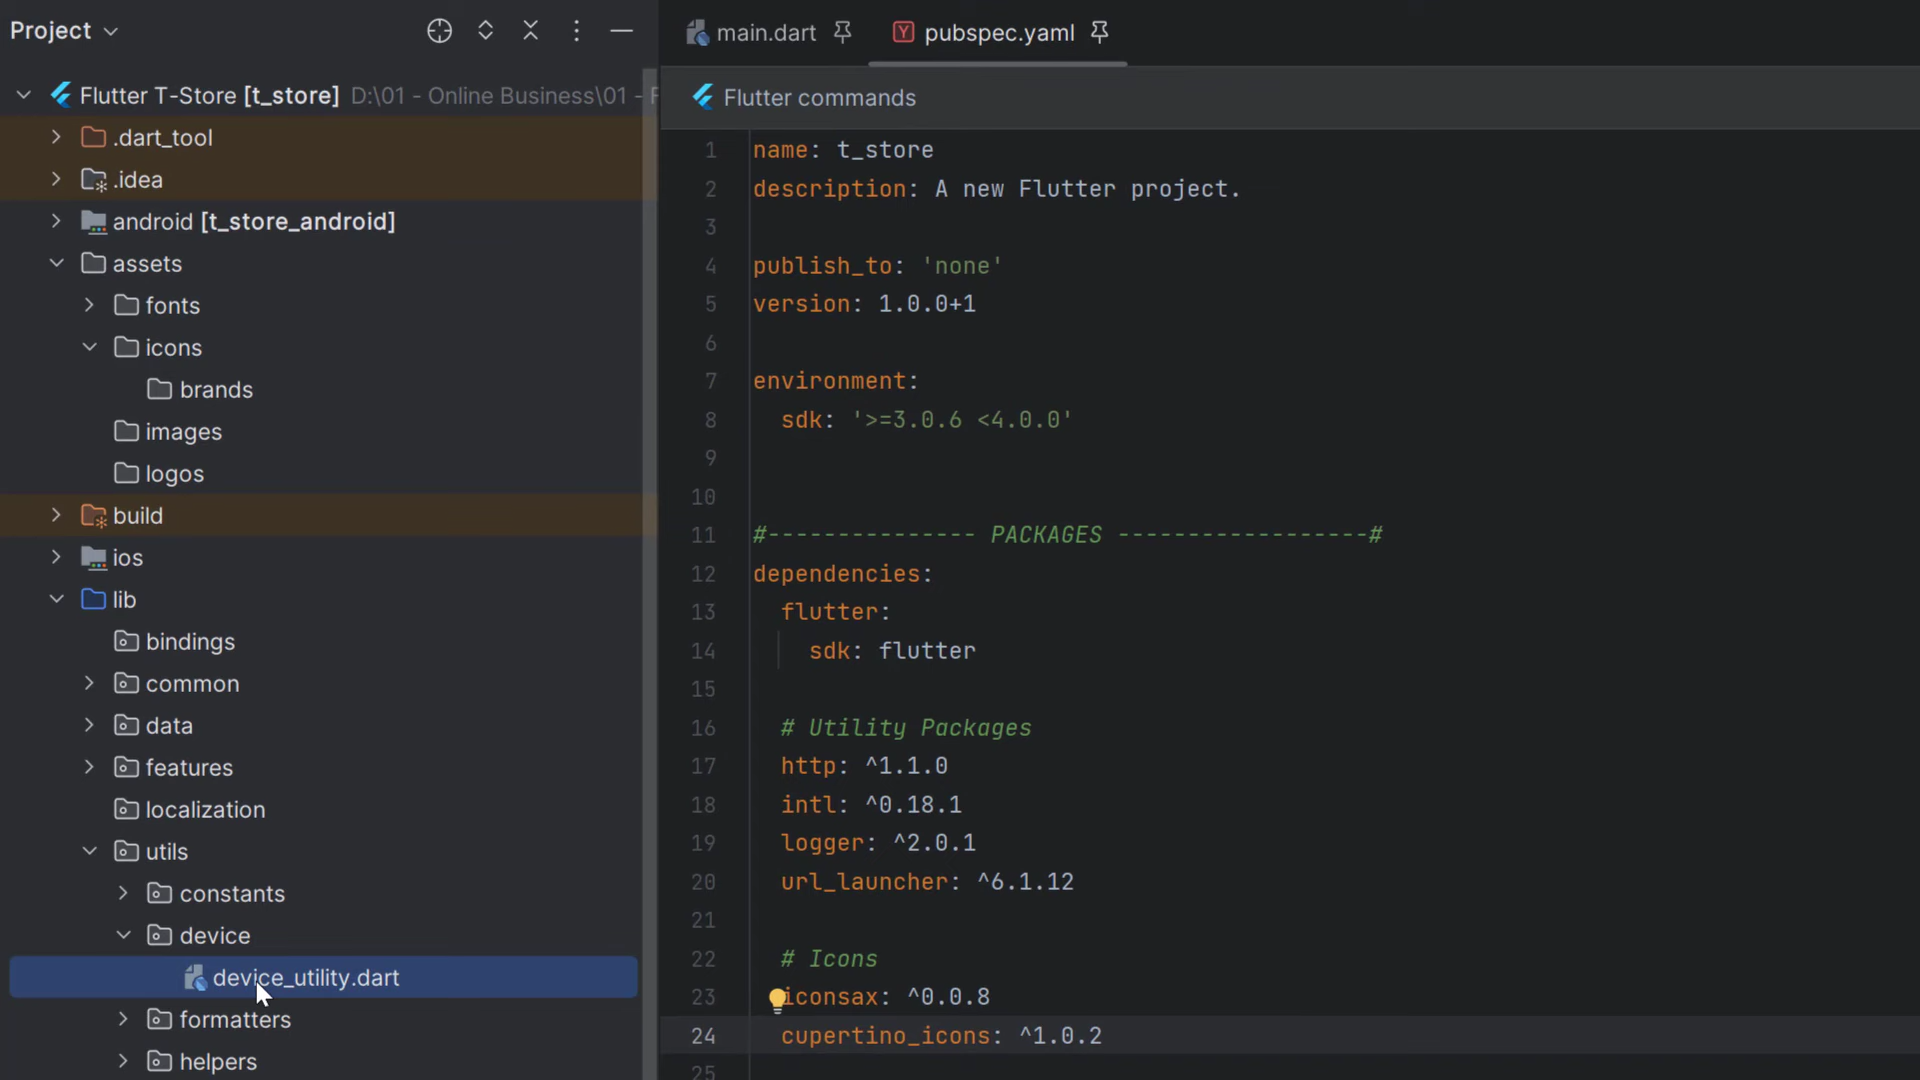 Project
Flutter T-Store [t_store] D:\01 - Online Business\01 -
.dart_tool
.idea
android [t_store_android]
assets
fonts
icons
brands
images
logos
build
ios
lib
bindings
common
data
features
localization
utils
constants
device
device_utility.dart
formatters
helpers
main.dart
pubspec.yaml
Flutter commands
1 name: t_store
2 description: A new Flutter project.
3
4 publish_to: 'none'
5 version: 1.0.0+1
6
7 environment:
8 sdk: '>=3.0.6 <4.0.0'
9
10
11 #--------------- PACKAGES ------------------#
12 dependencies:
13 flutter:
14 sdk: flutter
15
16 # Utility Packages
17 http: ^1.1.0
18 intl: ^0.18.1
19 logger: ^2.0.1
20 url_launcher: ^6.1.12
21
22 # Icons
23 iconsax: ^0.0.8
24 cupertino_icons: ^1.0.2
25